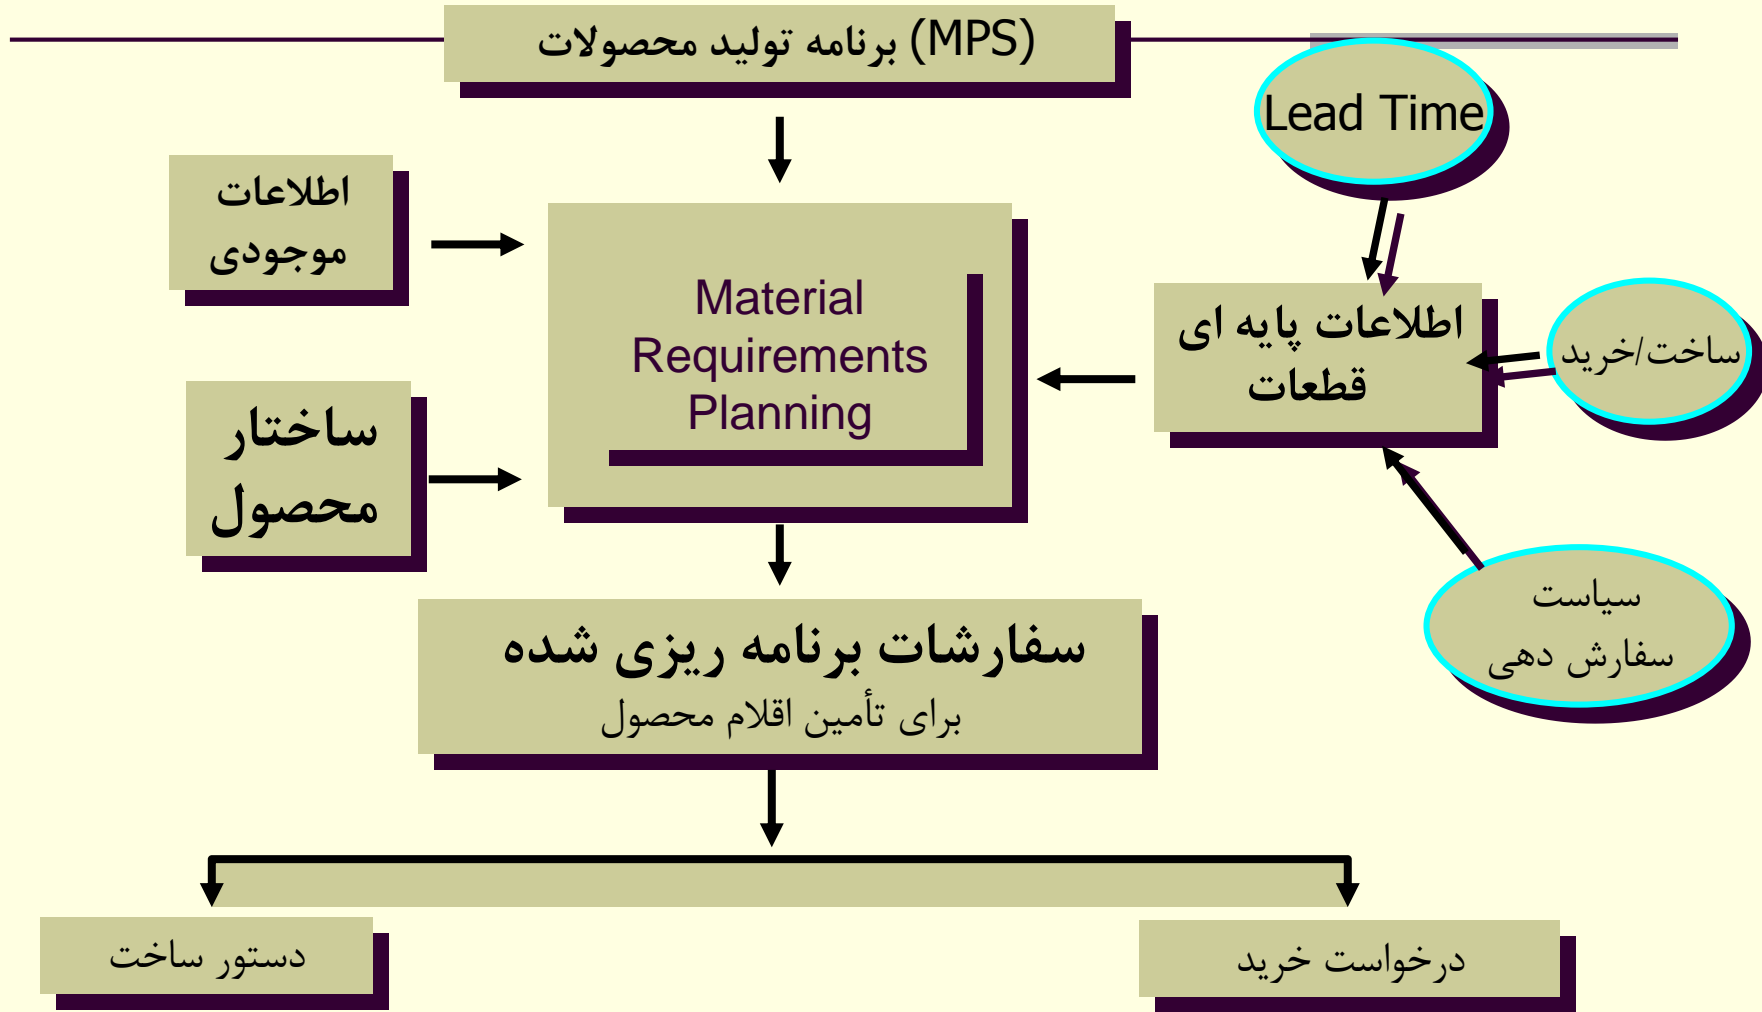 برنامه تولید محصولات (MPS)
Lead Time
اطلاعات
موجودی
Material
Requirements
Planning
اطلاعات پایه ای
قطعات
ساخت/خرید
ساختار
محصول
سیاست
سفارش دهی
سفارشات برنامه ریزی شده
برای تأمین اقلام محصول
دستور ساخت
درخواست خرید